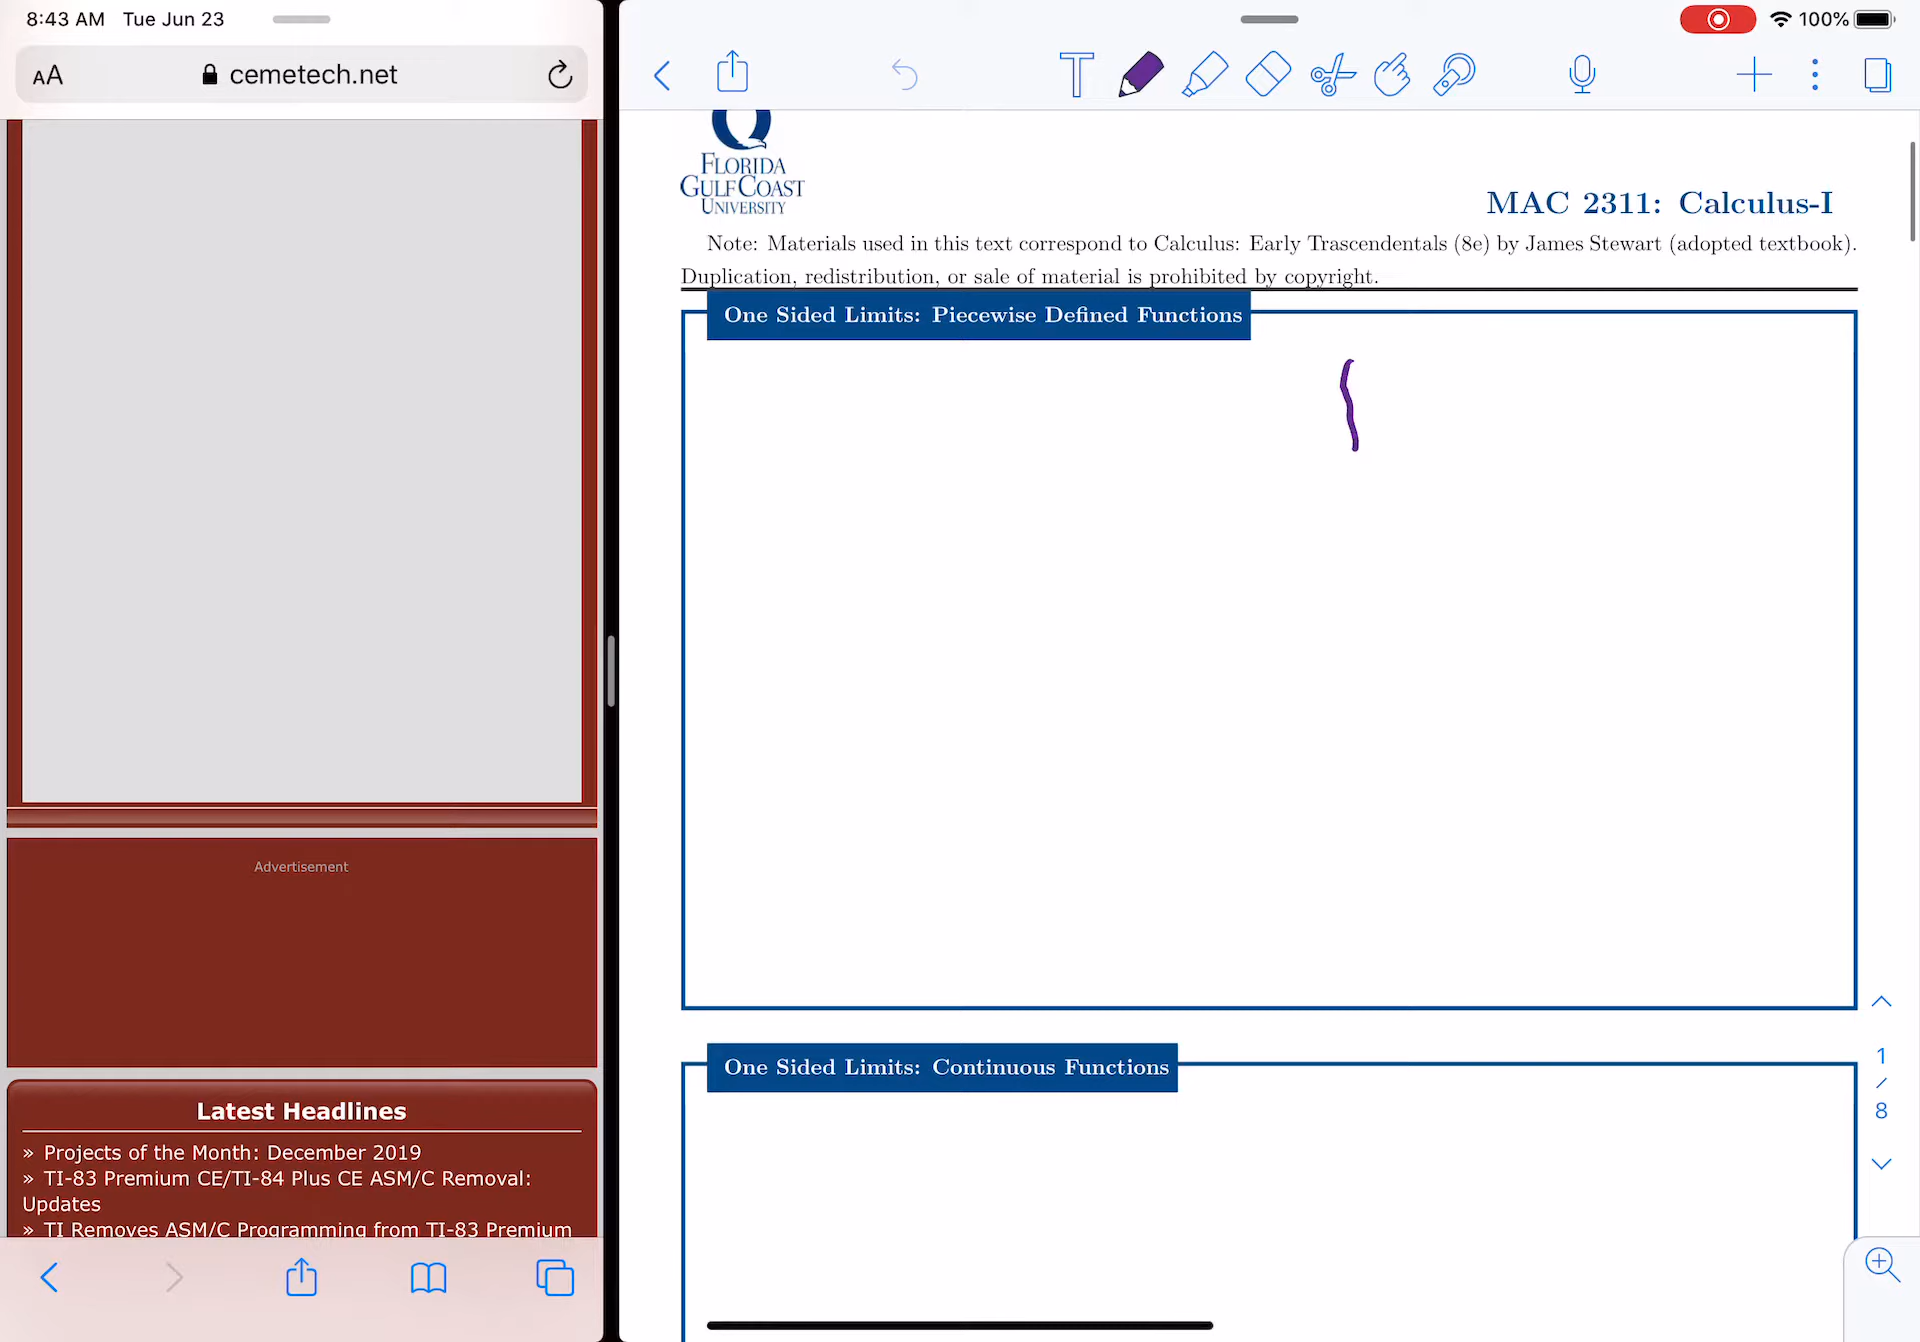 8:43 AM Tue Jun 23
AA cemetech.net
Advertisement
Latest Headlines
» Projects of the Month: December 2019
» TI-83 Premium CE/TI-84 Plus CE ASM/C Removal:
Updates
» TI Removes ASM/C Programming from TI-83 Premium
100%
T
FLORIDA
GULF COAST
UNIVERSITY
MAC 2311: Calculus-I
Note: Materials used in this text correspond to Calculus: Early Trascendentals (8e) by James Stewart (adopted textbook).
Duplication, redistribution, or sale of material is prohibited by copyright.
One Sided Limits: Piecewise Defined Functions
One Sided Limits: Continuous Functions
1
/
8